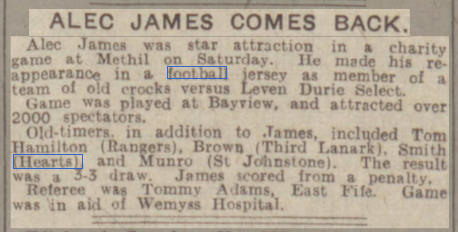 ALEC JAMES COMES BACK.
Alec James was star attraction in a charity
game at Methil on Saturday. He made his re-
appearance in a football jersey as member of a
team of old crocks versus Leven Durie Select.
Game was played at Bayview, and attracted over
2000 spectators.
Old-timers, in addition to James, included Tom
Hamilton (Rangers), Brown (Third Lanark), Smith
(Hearts), and Munro (St Johnstone). The result
was a 3-3 draw. James scored from a penalty.
Referee was Tommy Adams, East Fife. Game
was in aid of Wemyss Hospital.